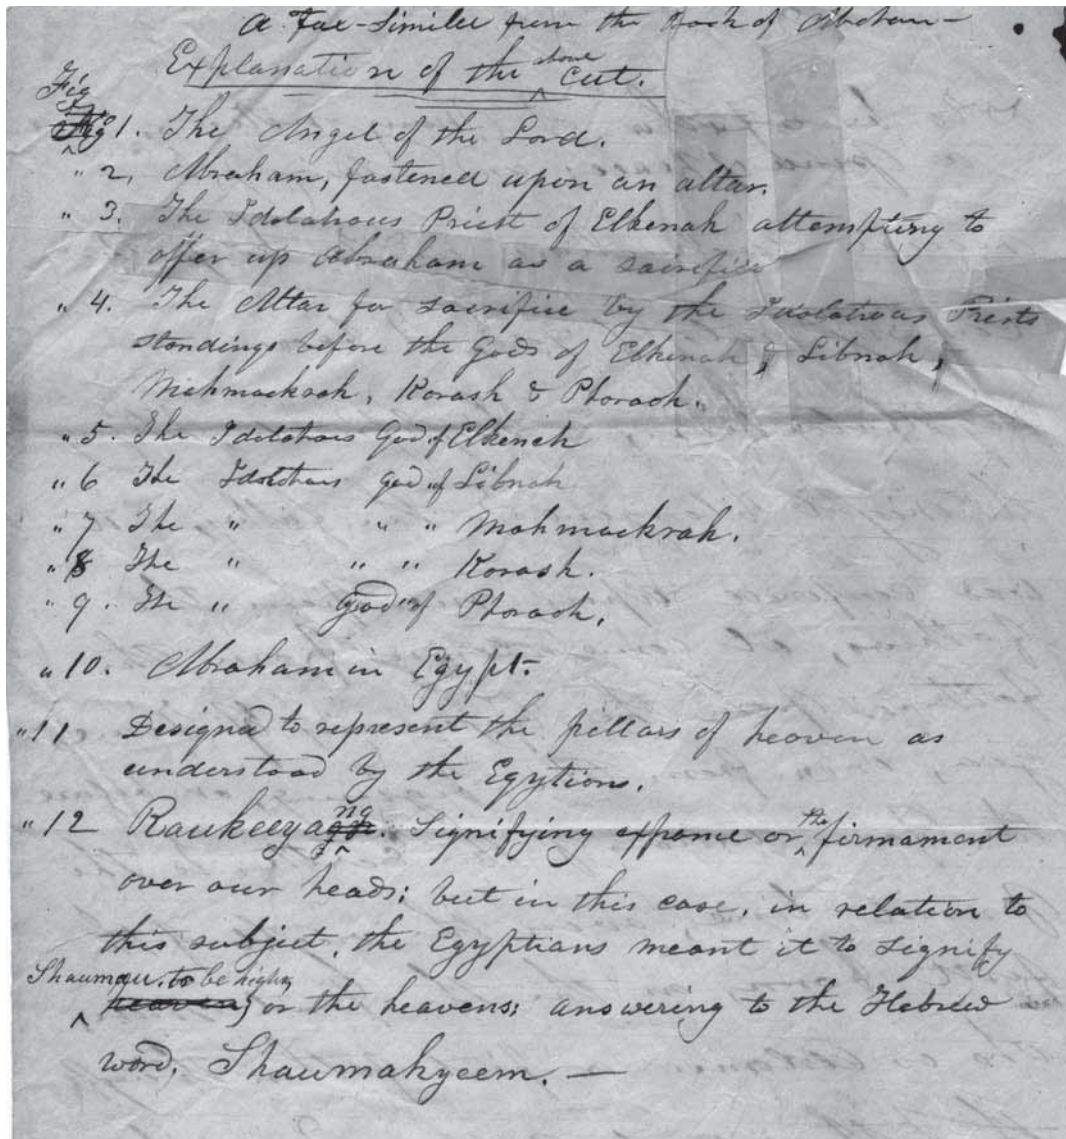 A Fac-Similee from the Book of Abraham—
Explanation of the above Cut.
Fig
Fig 1. The Angel of the Lord.
" 2, Abraham, fastened upon an altar.
" 3. The Idolatrous Priest of Elkenah attempting to
offer up Abraham as a sacrifice
" 4. The Altar for sacrifice by the Idolatrous Priests
standings before the Gods of Elkenah, Libnah,
Mahmackrah, Korash & Pharaoh.
" 5. The Idolatrous God of Elkenah
" 6 The Idolatrous god of Libnah
" 7 The " " " Mahmackrah.
" 8 The " " " Korash.
" 9. The " God of Pharaoh.
" 10. Abraham in Egypt.
" 11 Designed to represent the pillars of heaven as
understood by the Egytians.
" 12 Raukeeyang. Signifying expance or the firmament
over our heads; but in this case, in relation to
this subject, the Egyptians meant it to signify
Shaumau. to be high,
heaven, or the heavens; answering to the Hebrew
word, Shaumahyeem. —